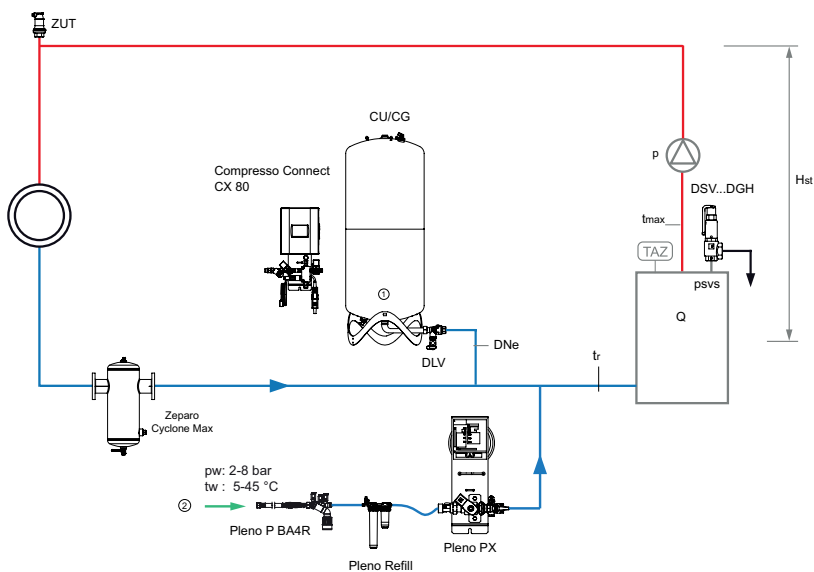 ZUT
CU/CG
Compresso Connect
CX 80
p
Hst
DSV...DGH
tmax
TAZ
psvs
①
Q
DNe
DLV
tr
Zeparo
Cyclone Max
pw: 2-8 bar
tw : 5-45 °C
②
Pleno P BA4R
Pleno Refill
Pleno PX